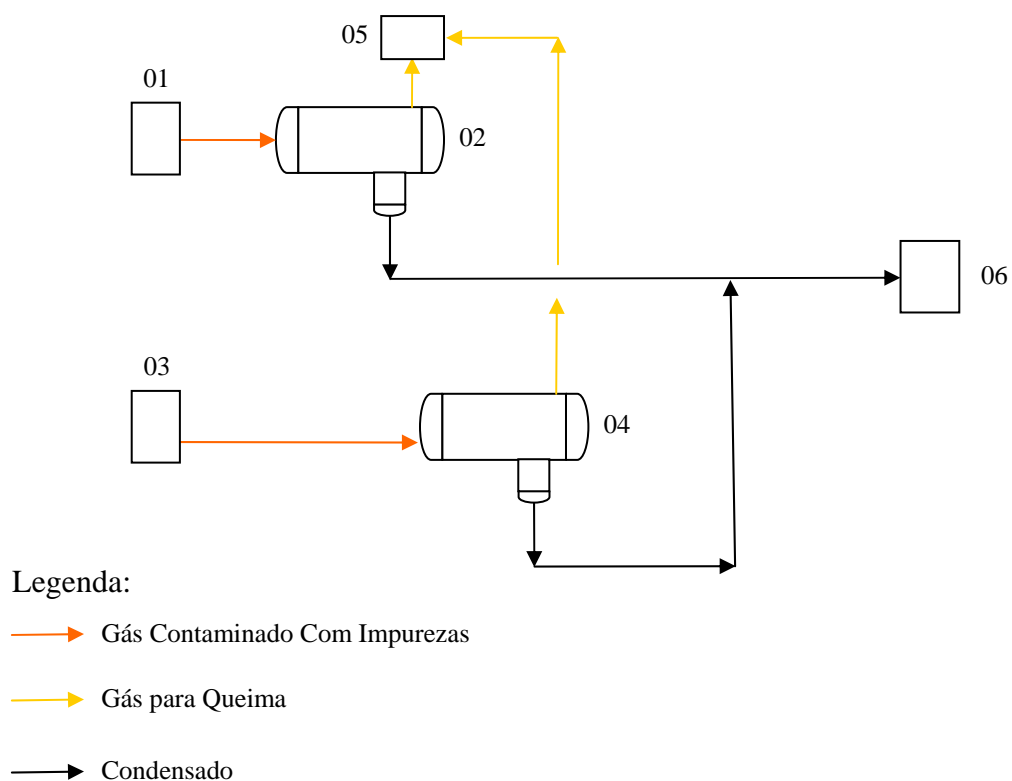 05
01
02
06
03
04
Legenda:
Gás Contaminado Com Impurezas
Gás para Queima
Condensado